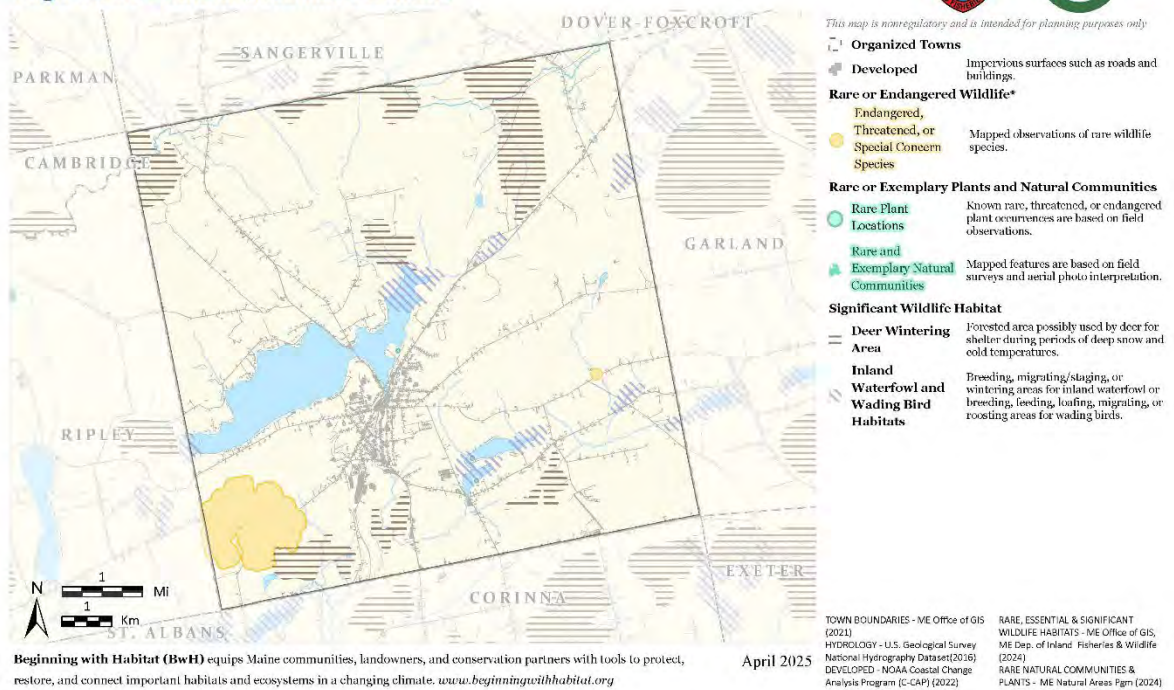 DOVER-FOXCROFT
SANGERVILLE
PARKMAN
CAMBRIDGE
GARLAND
RIPLEY
EXETER
CORINNA
ST. ALBANS
N
1
Mi
1
Km
This map is nonregulatory and is intended for planning purposes only
Organized Towns
Developed
Impervious surfaces such as roads and
buildings.
Rare or Endangered Wildlife*
Endangered,
Threatened, or
Special Concern
Species
Mapped observations of rare wildlife
species.
Rare or Exemplary Plants and Natural Communities
Rare Plant
Locations
Known rare, threatened, or endangered
plant occurrences are based on field
observations.
Rare and
Exemplary Natural
Communities
Mapped features are based on field
surveys and aerial photo interpretation.
Significant Wildlife Habitat
Deer Wintering
Area
Forested area possibly used by deer for
shelter during periods of deep snow and
cold temperatures.
Inland
Waterfowl and
Wading Bird
Habitats
Breeding, migrating/staging, or
wintering areas for inland waterfowl or
breeding, feeding, loafing, migrating, or
roosting areas for wading birds.
TOWN BOUNDARIES - ME Office of GIS
(2021)
HYDROLOGY - U.S. Geological Survey
National Hydrography Dataset(2016)
DEVELOPED - NOAA Coastal Change
Analysis Program (C-CAP) (2022)
RARE, ESSENTIAL & SIGNIFICANT
WILDLIFE HABITATS - ME Office of GIS,
ME Dep. of Inland Fisheries & Wildlife
(2024)
RARE NATURAL COMMUNITIES &
PLANTS - ME Natural Areas Pgm (2024)
Beginning with Habitat (BwH) equips Maine communities, landowners, and conservation partners with tools to protect,
restore, and connect important habitats and ecosystems in a changing climate. www.beginningwithhabitat.org
April 2025